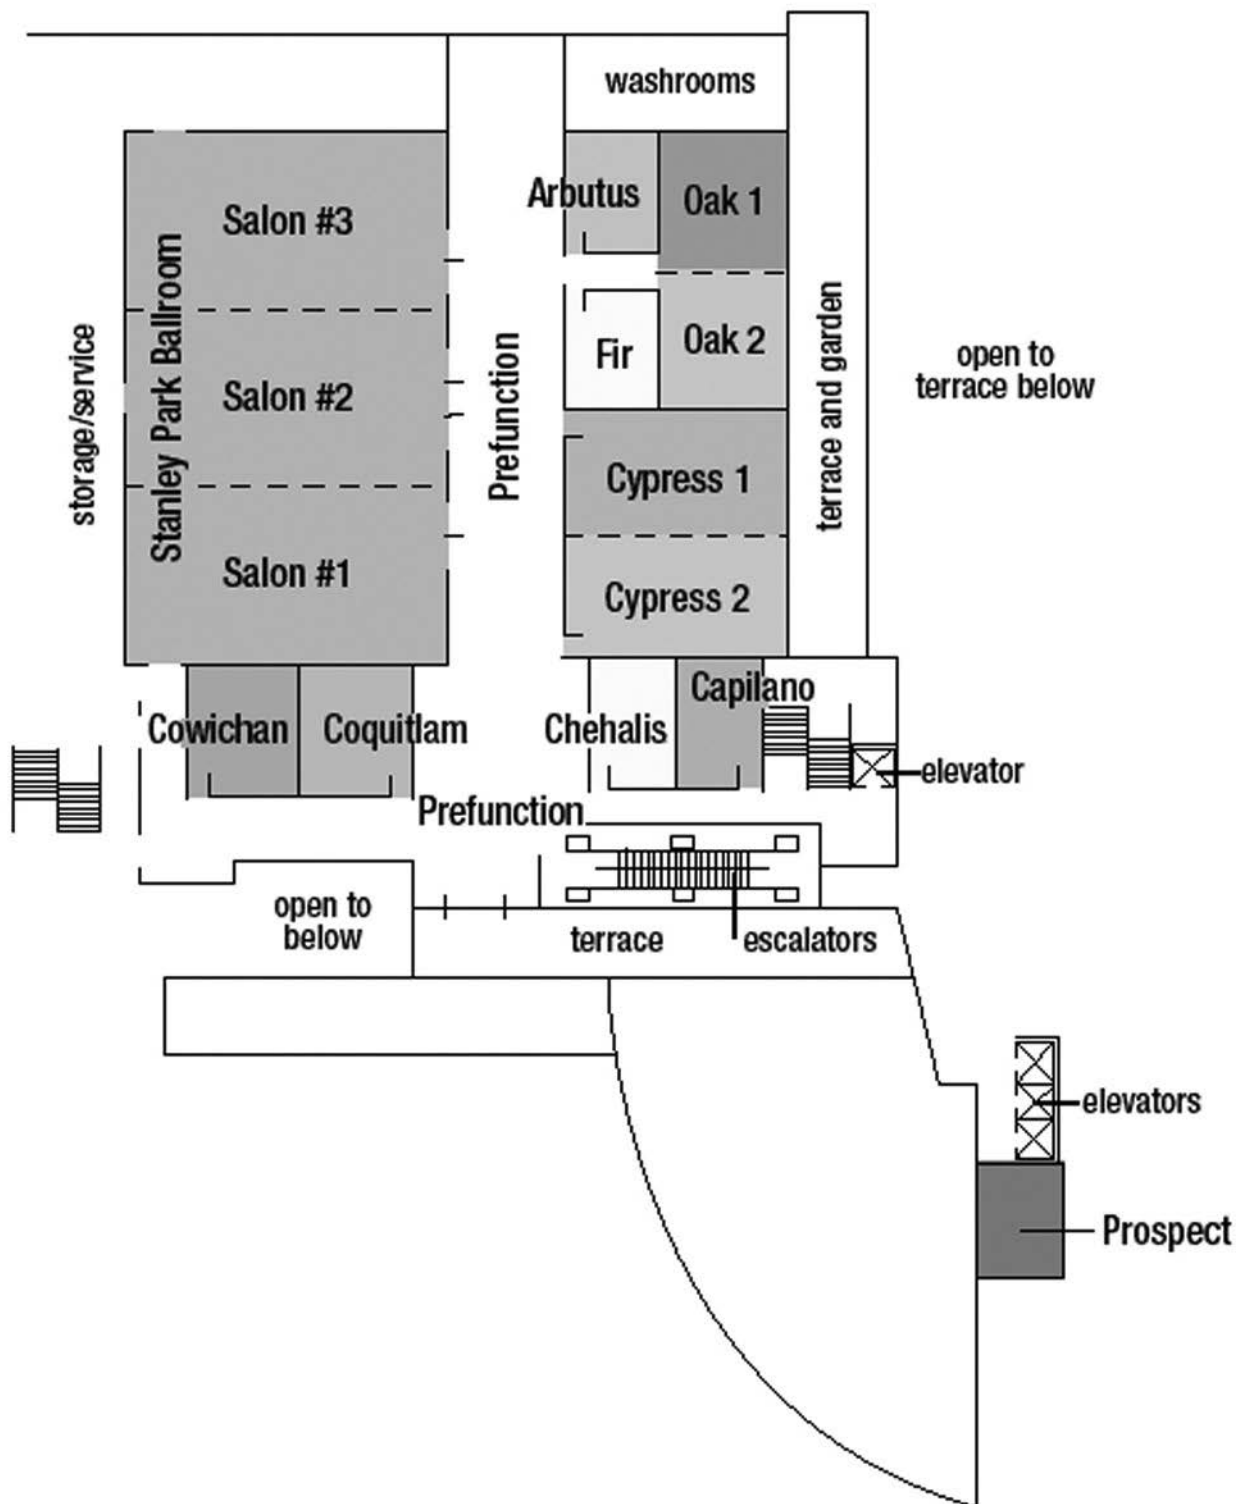 washrooms
Arbutus
Oak 1
Salon #3
Stanley Park Ballroom
storage/service
Prefunction
Fir
Oak 2
terrace and garden
open to
terrace below
Salon #2
Cypress 1
Salon #1
Cypress 2
Capilano
Cowichan
Coquitlam
Chehalis
elevator
Prefunction
open to
below
terrace
escalators
elevators
Prospect